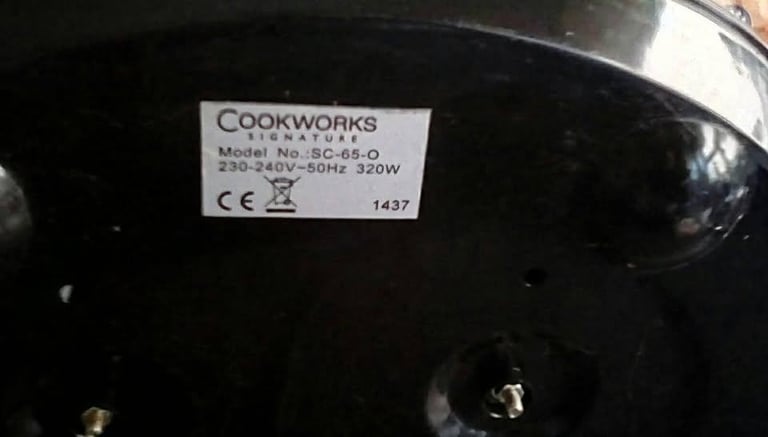 COOKWORKS
SIGNATURE
Model No.:SC-65-O
230-240V~50Hz 320W
CE 1437